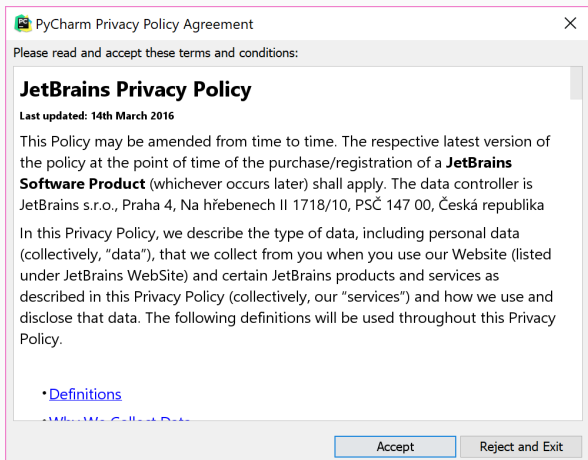 PyCharm Privacy Policy Agreement
Please read and accept these terms and conditions:
JetBrains Privacy Policy
Last updated: 14th March 2016
This Policy may be amended from time to time. The respective latest version of
the policy at the point of time of the purchase/registration of a JetBrains
Software Product (whichever occurs later) shall apply. The data controller is
JetBrains s.r.o., Praha 4, Na hřebenech II 1718/10, PSČ 147 00, Česká republika
In this Privacy Policy, we describe the type of data, including personal data
(collectively, “data”), that we collect from you when you use our Website (listed
under JetBrains WebSite) and certain JetBrains products and services as
described in this Privacy Policy (collectively, our “services”) and how we use and
disclose that data. The following definitions will be used throughout this Privacy
Policy.
• Definitions
• Why We Collect Data
Accept Reject and Exit